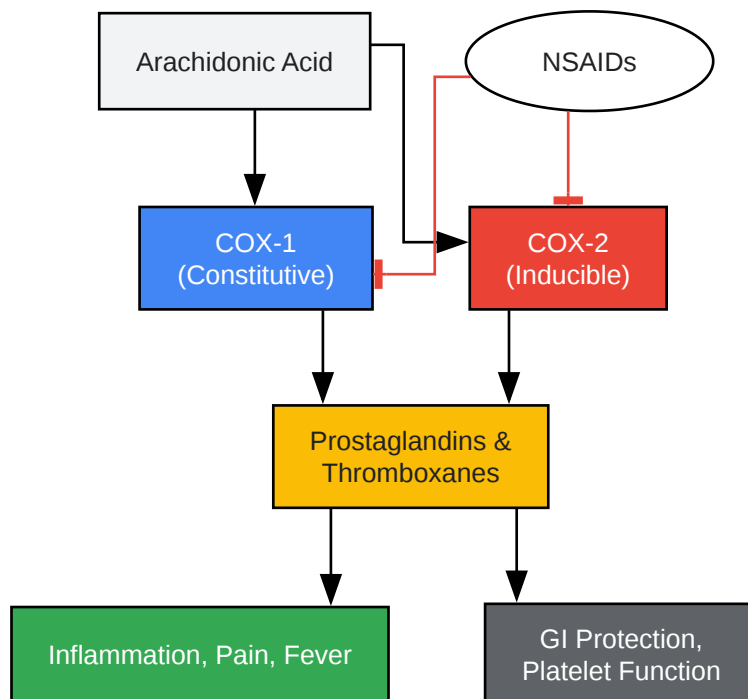 Arachidonic Acid
NSAIDs
COX-1
(Constitutive)
COX-2
(Inducible)
Prostaglandins &
Thromboxanes
Inflammation, Pain, Fever
GI Protection,
Platelet Function